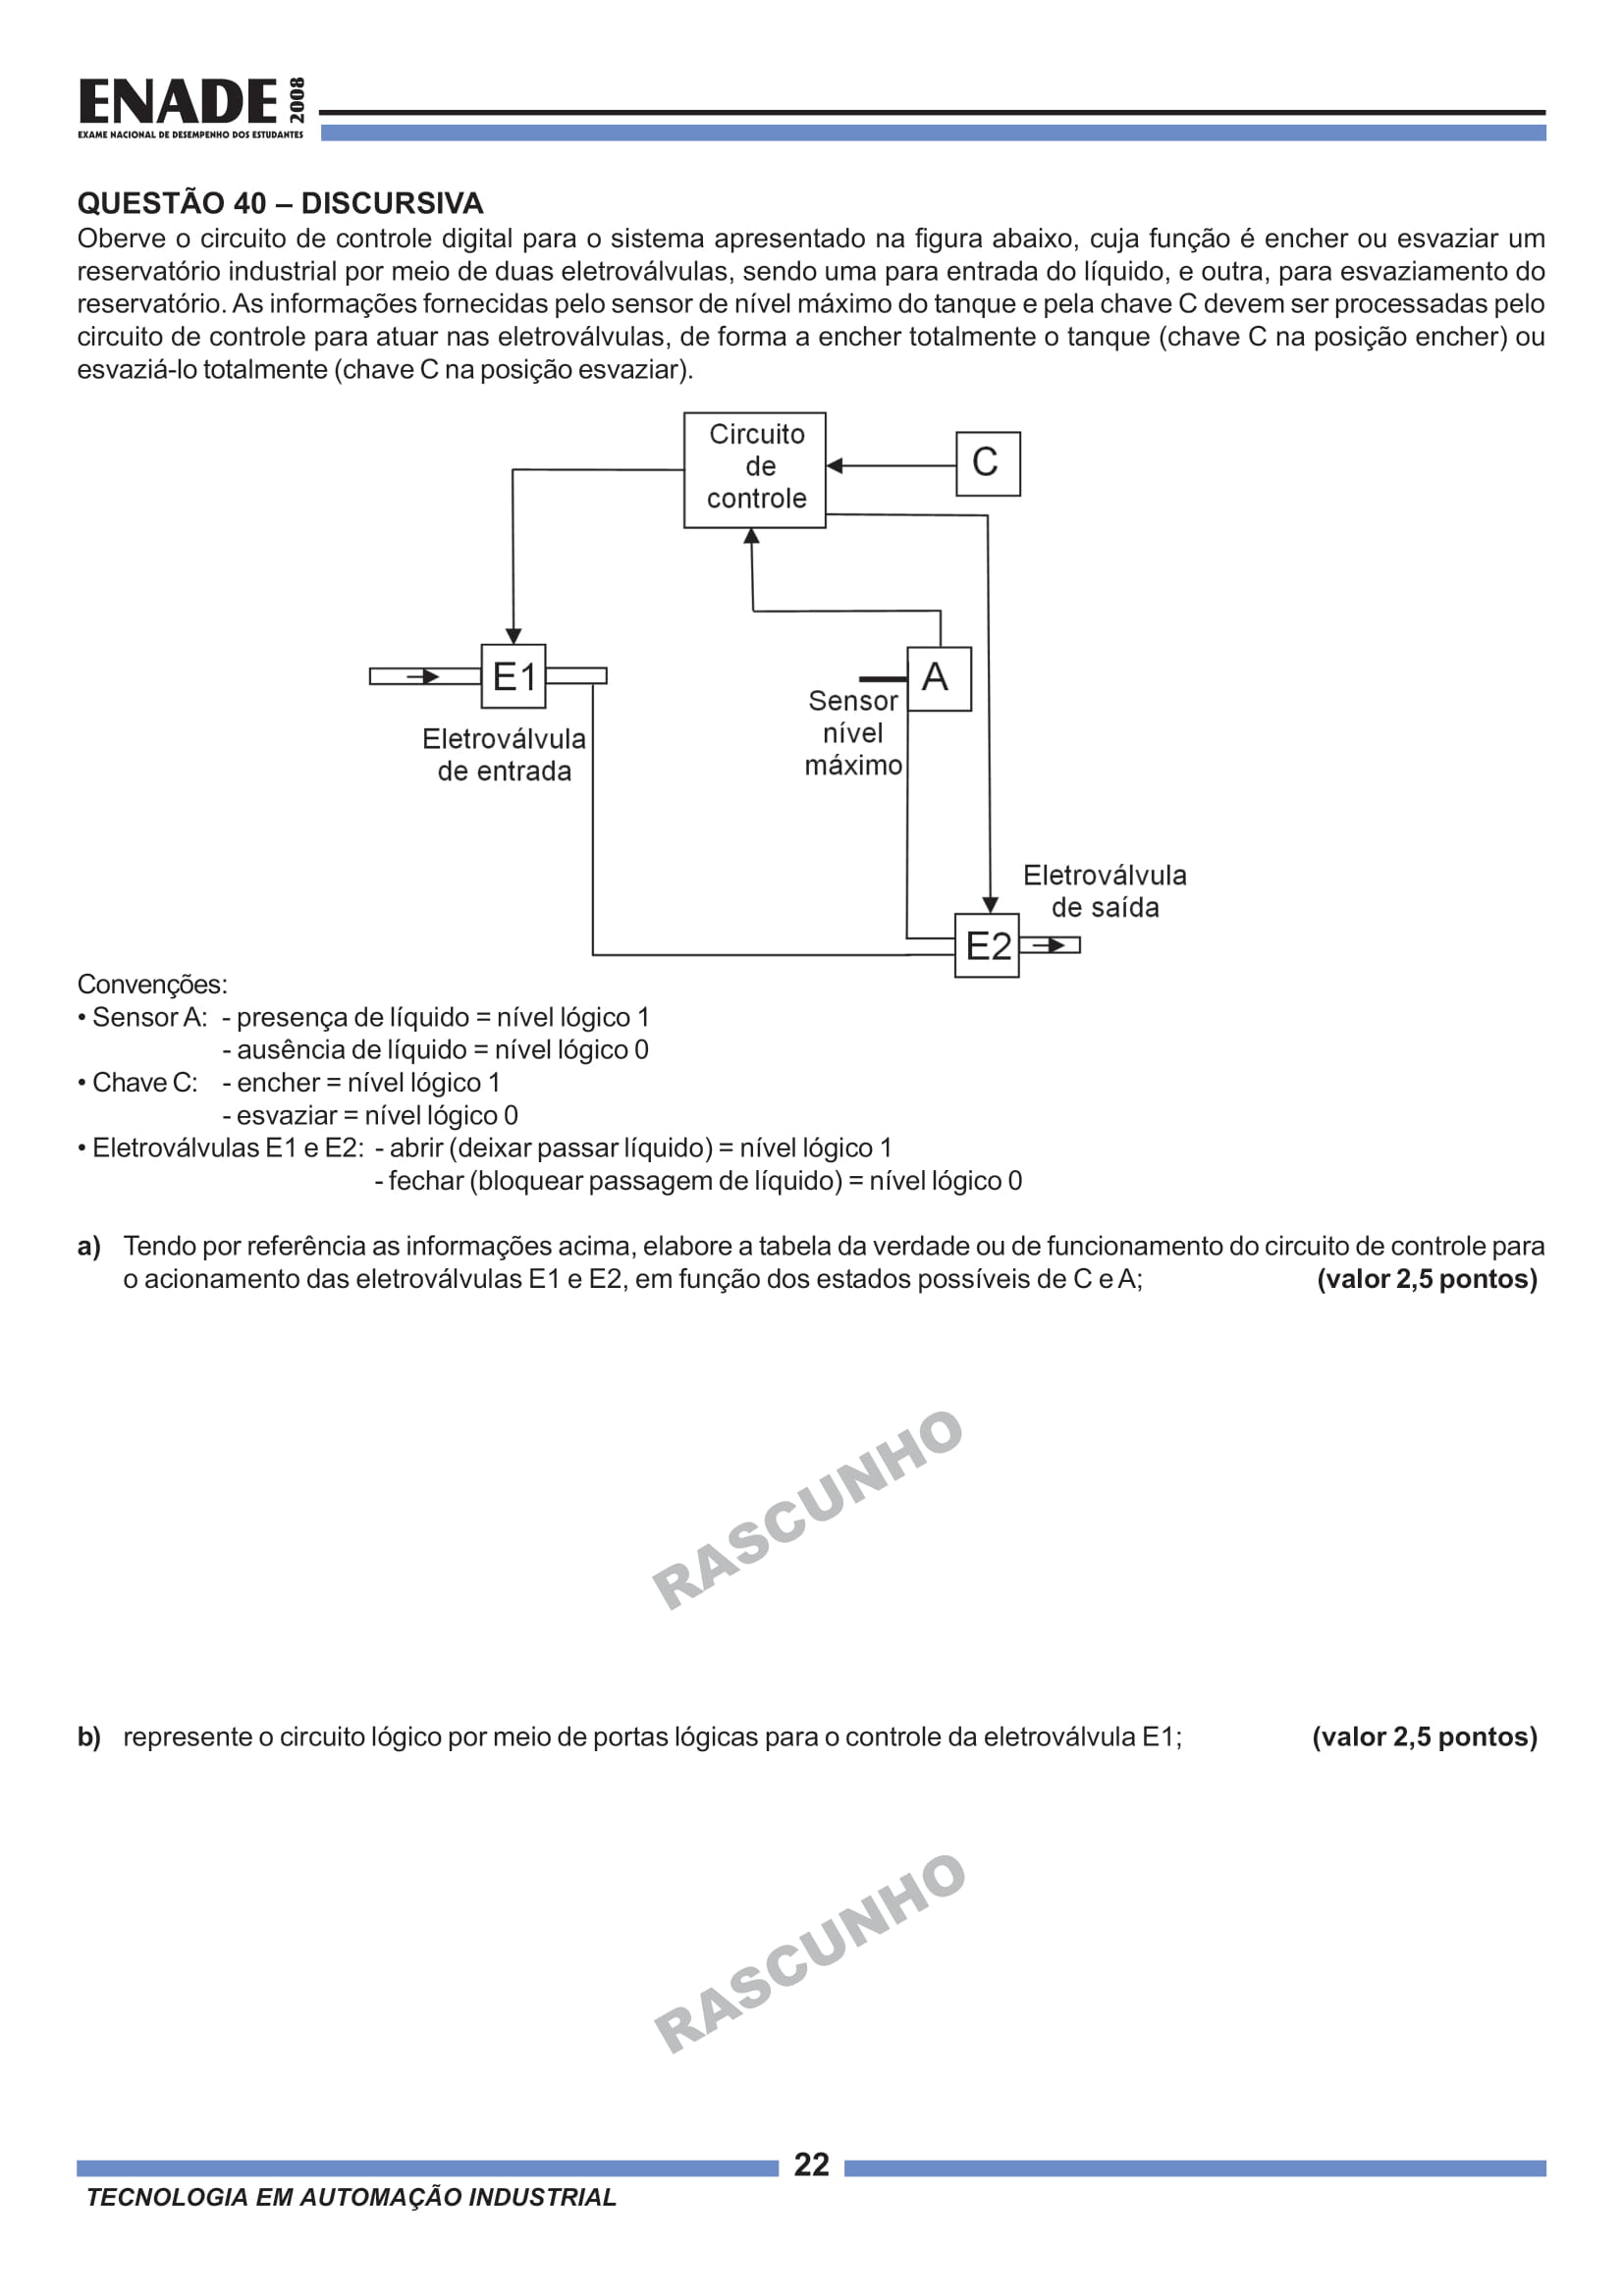 ENADE 2008
EXAME NACIONAL DE DESEMPENHO DOS ESTUDANTES
QUESTÃO 40 – DISCURSIVA
Oberve o circuito de controle digital para o sistema apresentado na figura abaixo, cuja função é encher ou esvaziar um
reservatório industrial por meio de duas eletroválvulas, sendo uma para entrada do líquido, e outra, para esvaziamento do
reservatório. As informações fornecidas pelo sensor de nível máximo do tanque e pela chave C devem ser processadas pelo
circuito de controle para atuar nas eletroválvulas, de forma a encher totalmente o tanque (chave C na posição encher) ou
esvaziá-lo totalmente (chave C na posição esvaziar).
Circuito
de
controle
C
E1
A
Sensor
nível
máximo
Eletroválvula
de entrada
Eletroválvula
de saída
E2
Convenções:
• Sensor A: - presença de líquido = nível lógico 1
- ausência de líquido = nível lógico 0
• Chave C: - encher = nível lógico 1
- esvaziar = nível lógico 0
• Eletroválvulas E1 e E2: - abrir (deixar passar líquido) = nível lógico 1
- fechar (bloquear passagem de líquido) = nível lógico 0
a) Tendo por referência as informações acima, elabore a tabela da verdade ou de funcionamento do circuito de controle para
o acionamento das eletroválvulas E1 e E2, em função dos estados possíveis de C e A; (valor 2,5 pontos)
RASCUNHO
b) represente o circuito lógico por meio de portas lógicas para o controle da eletroválvula E1; (valor 2,5 pontos)
RASCUNHO
22
TECNOLOGIA EM AUTOMAÇÃO INDUSTRIAL